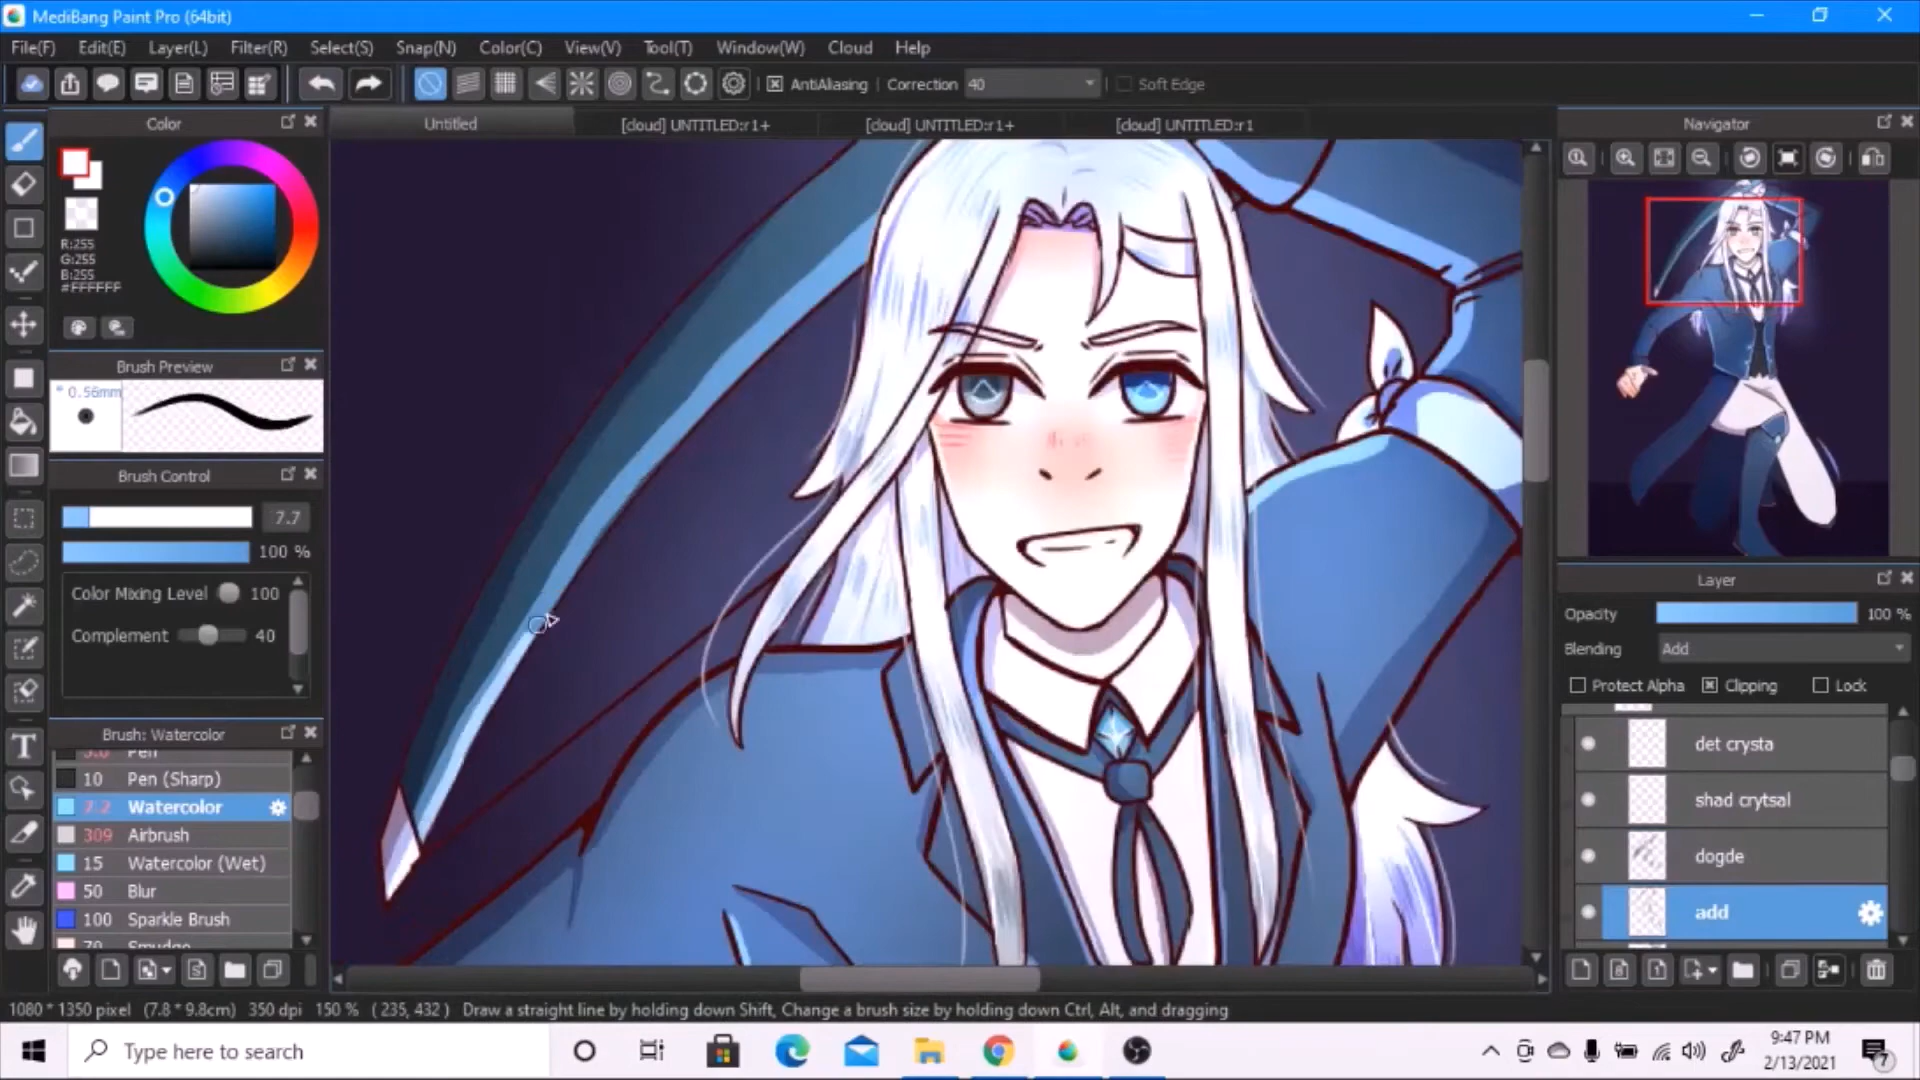 MediBang Paint Pro (64bit)
File(F) Edit(E) Layer(L) Filter(R) Select(S) Snap(N) Color(C) View(V) Tool(T) Window(W) Cloud Help
AntiAliasing Correction 40 Soft Edge
Color
Untitled [cloud] UNTITLED:r1+ [cloud] UNTITLED:r1+ [cloud] UNTITLED:r1
Navigator
R:255
G:255
B:255
#FFFFFF
Brush Preview
* 0.56mm
Brush Control
7.7
100 %
Color Mixing Level 100
Complement 40
Brush: Watercolor
Pen
10 Pen (Sharp)
7.2 Watercolor
309 Airbrush
15 Watercolor (Wet)
50 Blur
100 Sparkle Brush
70 Smudge
Layer
Opacity 100 %
Blending Add
Protect Alpha Clipping Lock
det crysta
shad crytsal
dogde
add
1080 * 1350 pixel (7.8 * 9.8cm) 350 dpi 150 % ( 235, 432 ) Draw a straight line by holding down Shift, Change a brush size by holding down Ctrl, Alt, and dragging
Type here to search
9:47 PM
2/13/2021
7